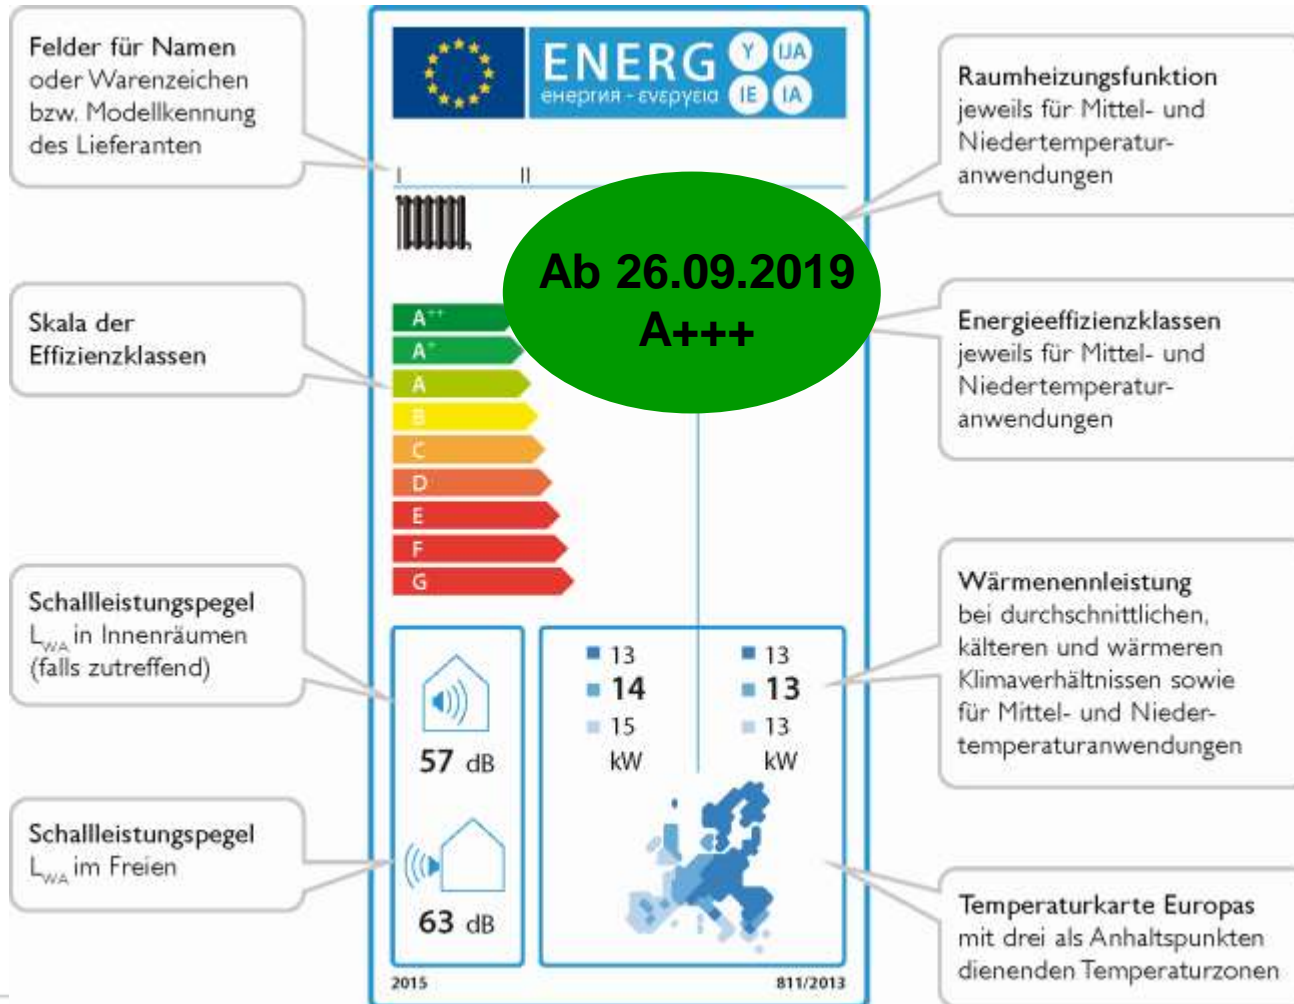 Felder für Namen
oder Warenzeichen
bzw. Modellkennung
des Lieferanten
Skala der
Effizienzklassen
Schallleistungspegel
LWA in Innenräumen
(falls zutreffend)
Schallleistungspegel
LWA im Freien
ENERG Y IJA
енергия - ενεργεια IE IA
I II
Ab 26.09.2019
A+++
A++
A+
A
B
C
D
E
F
G
57 dB
63 dB
13 13
14 13
15 13
kW kW
2015 811/2013
Raumheizungsfunktion
jeweils für Mittel- und
Niedertemperatur-
anwendungen
Energieeffizienzklassen
jeweils für Mittel- und
Niedertemperatur-
anwendungen
Wärmenennleistung
bei durchschnittlichen,
kälteren und wärmeren
Klimaverhältnissen sowie
für Mittel- und Nieder-
temperaturanwendungen
Temperaturkarte Europas
mit drei als Anhaltspunkten
dienenden Temperaturzonen